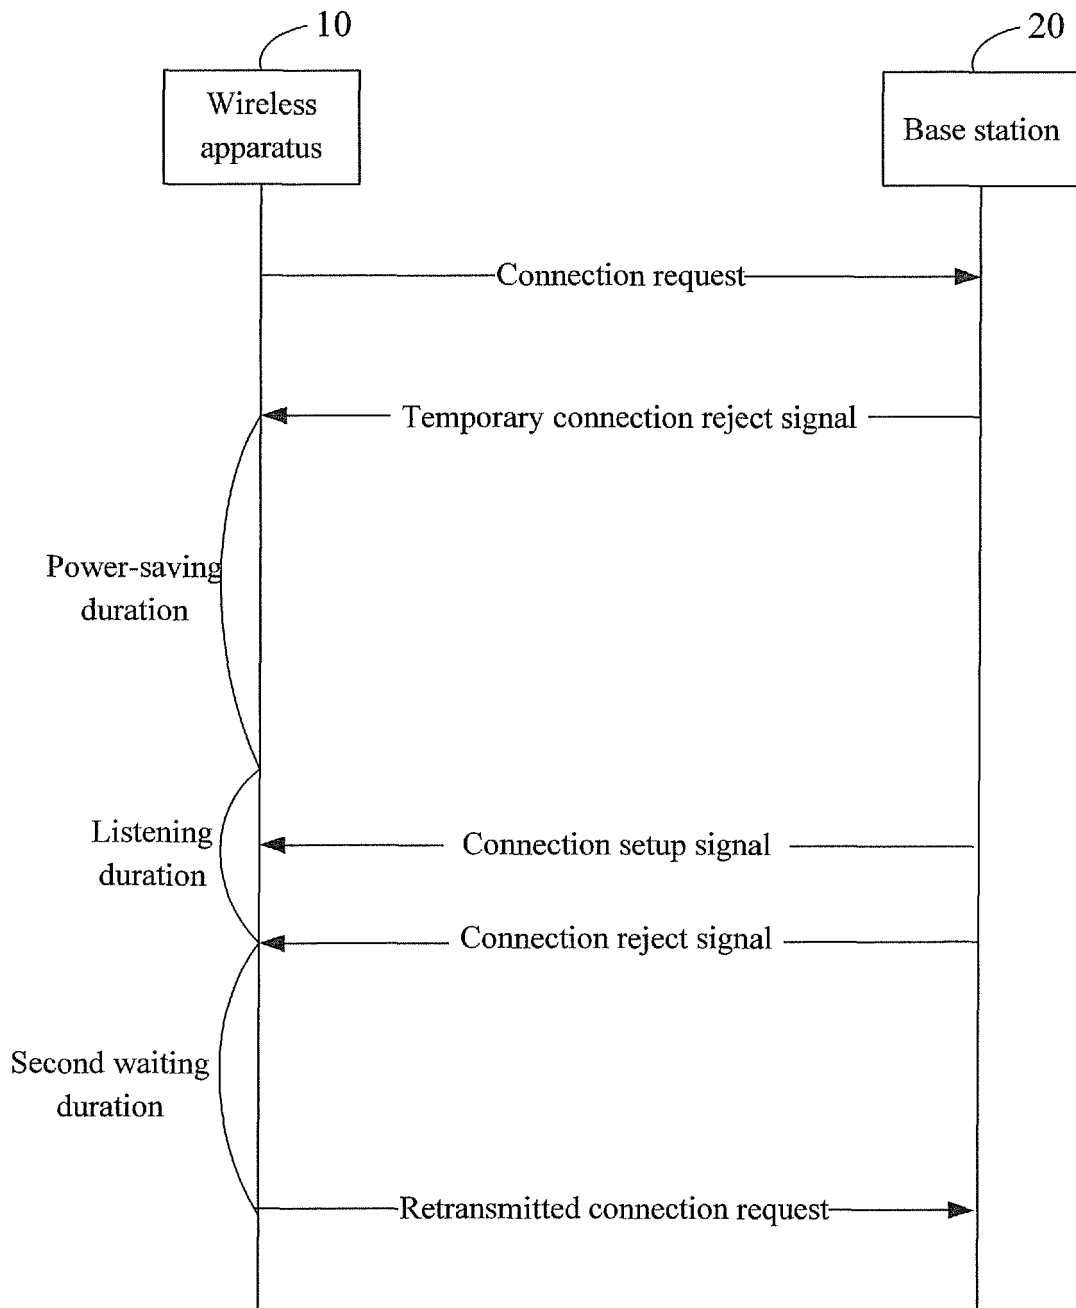 10
20
Wireless
apparatus
Base station
Connection request
Temporary connection reject signal
Power-saving
duration
Listening
duration
Connection setup signal
Connection reject signal
Second waiting
duration
Retransmitted connection request